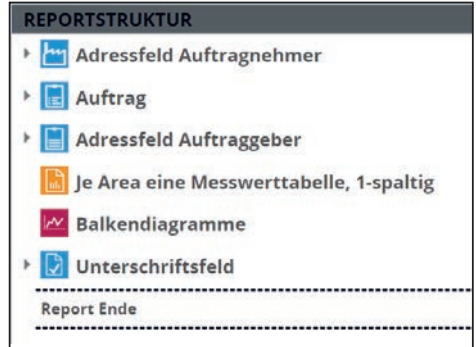 REPORTSTRUKTUR
Adressfeld Auftragnehmer
Auftrag
Adressfeld Auftraggeber
Je Area eine Messwerttabelle, 1-spaltig
Balkendiagramme
Unterschriftsfeld
Report Ende